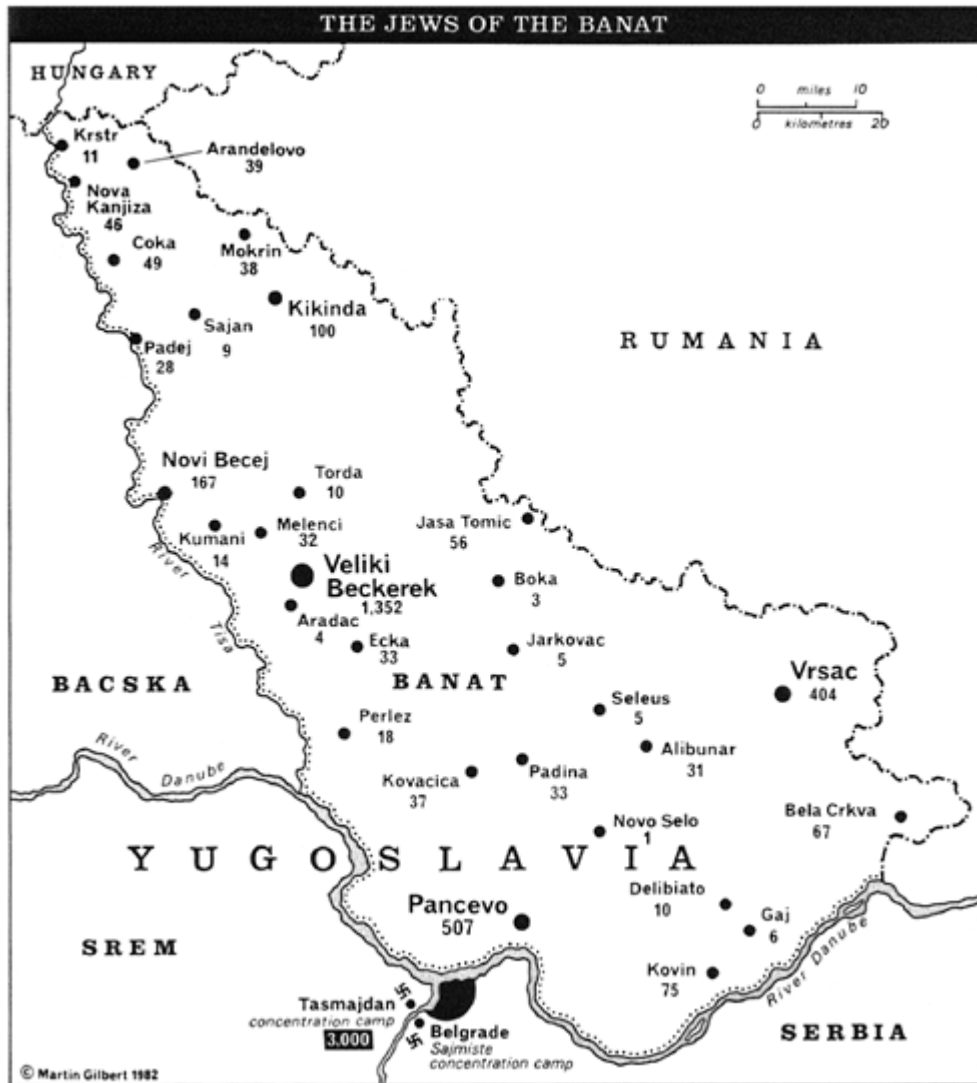 THE JEWS OF THE BANAT
HUNGARY
0 miles 10
0 kilometres 20
Krstr
11
Arandelovo
39
Nova
Kanjiza
46
Coka
49
Mokrin
38
Kikinda
100
Sajan
9
Padej
28
RUMANIA
Novi Becej
167
Torda
10
Jasa Tomic
56
Kumani
14
Melenci
32
River
Tisa
Veliki
Beckerek
1,352
Boka
3
Aradac
4
Ecka
33
Jarkovac
5
BACSKA
BANAT
Vrsac
404
Seleus
5
Perlez
18
Alibunar
31
River
Danube
Kovacica
37
Padina
33
Bela Crkva
67
Novo Selo
1
YUGOSLAVIA
Delibiato
10
Pancevo
507
Gaj
6
SREM
Kovin
75
River Danube
Tasmajdan
concentration camp
3,000
Belgrade
Sajmiste
concentration camp
SERBIA
© Martin Gilbert 1982